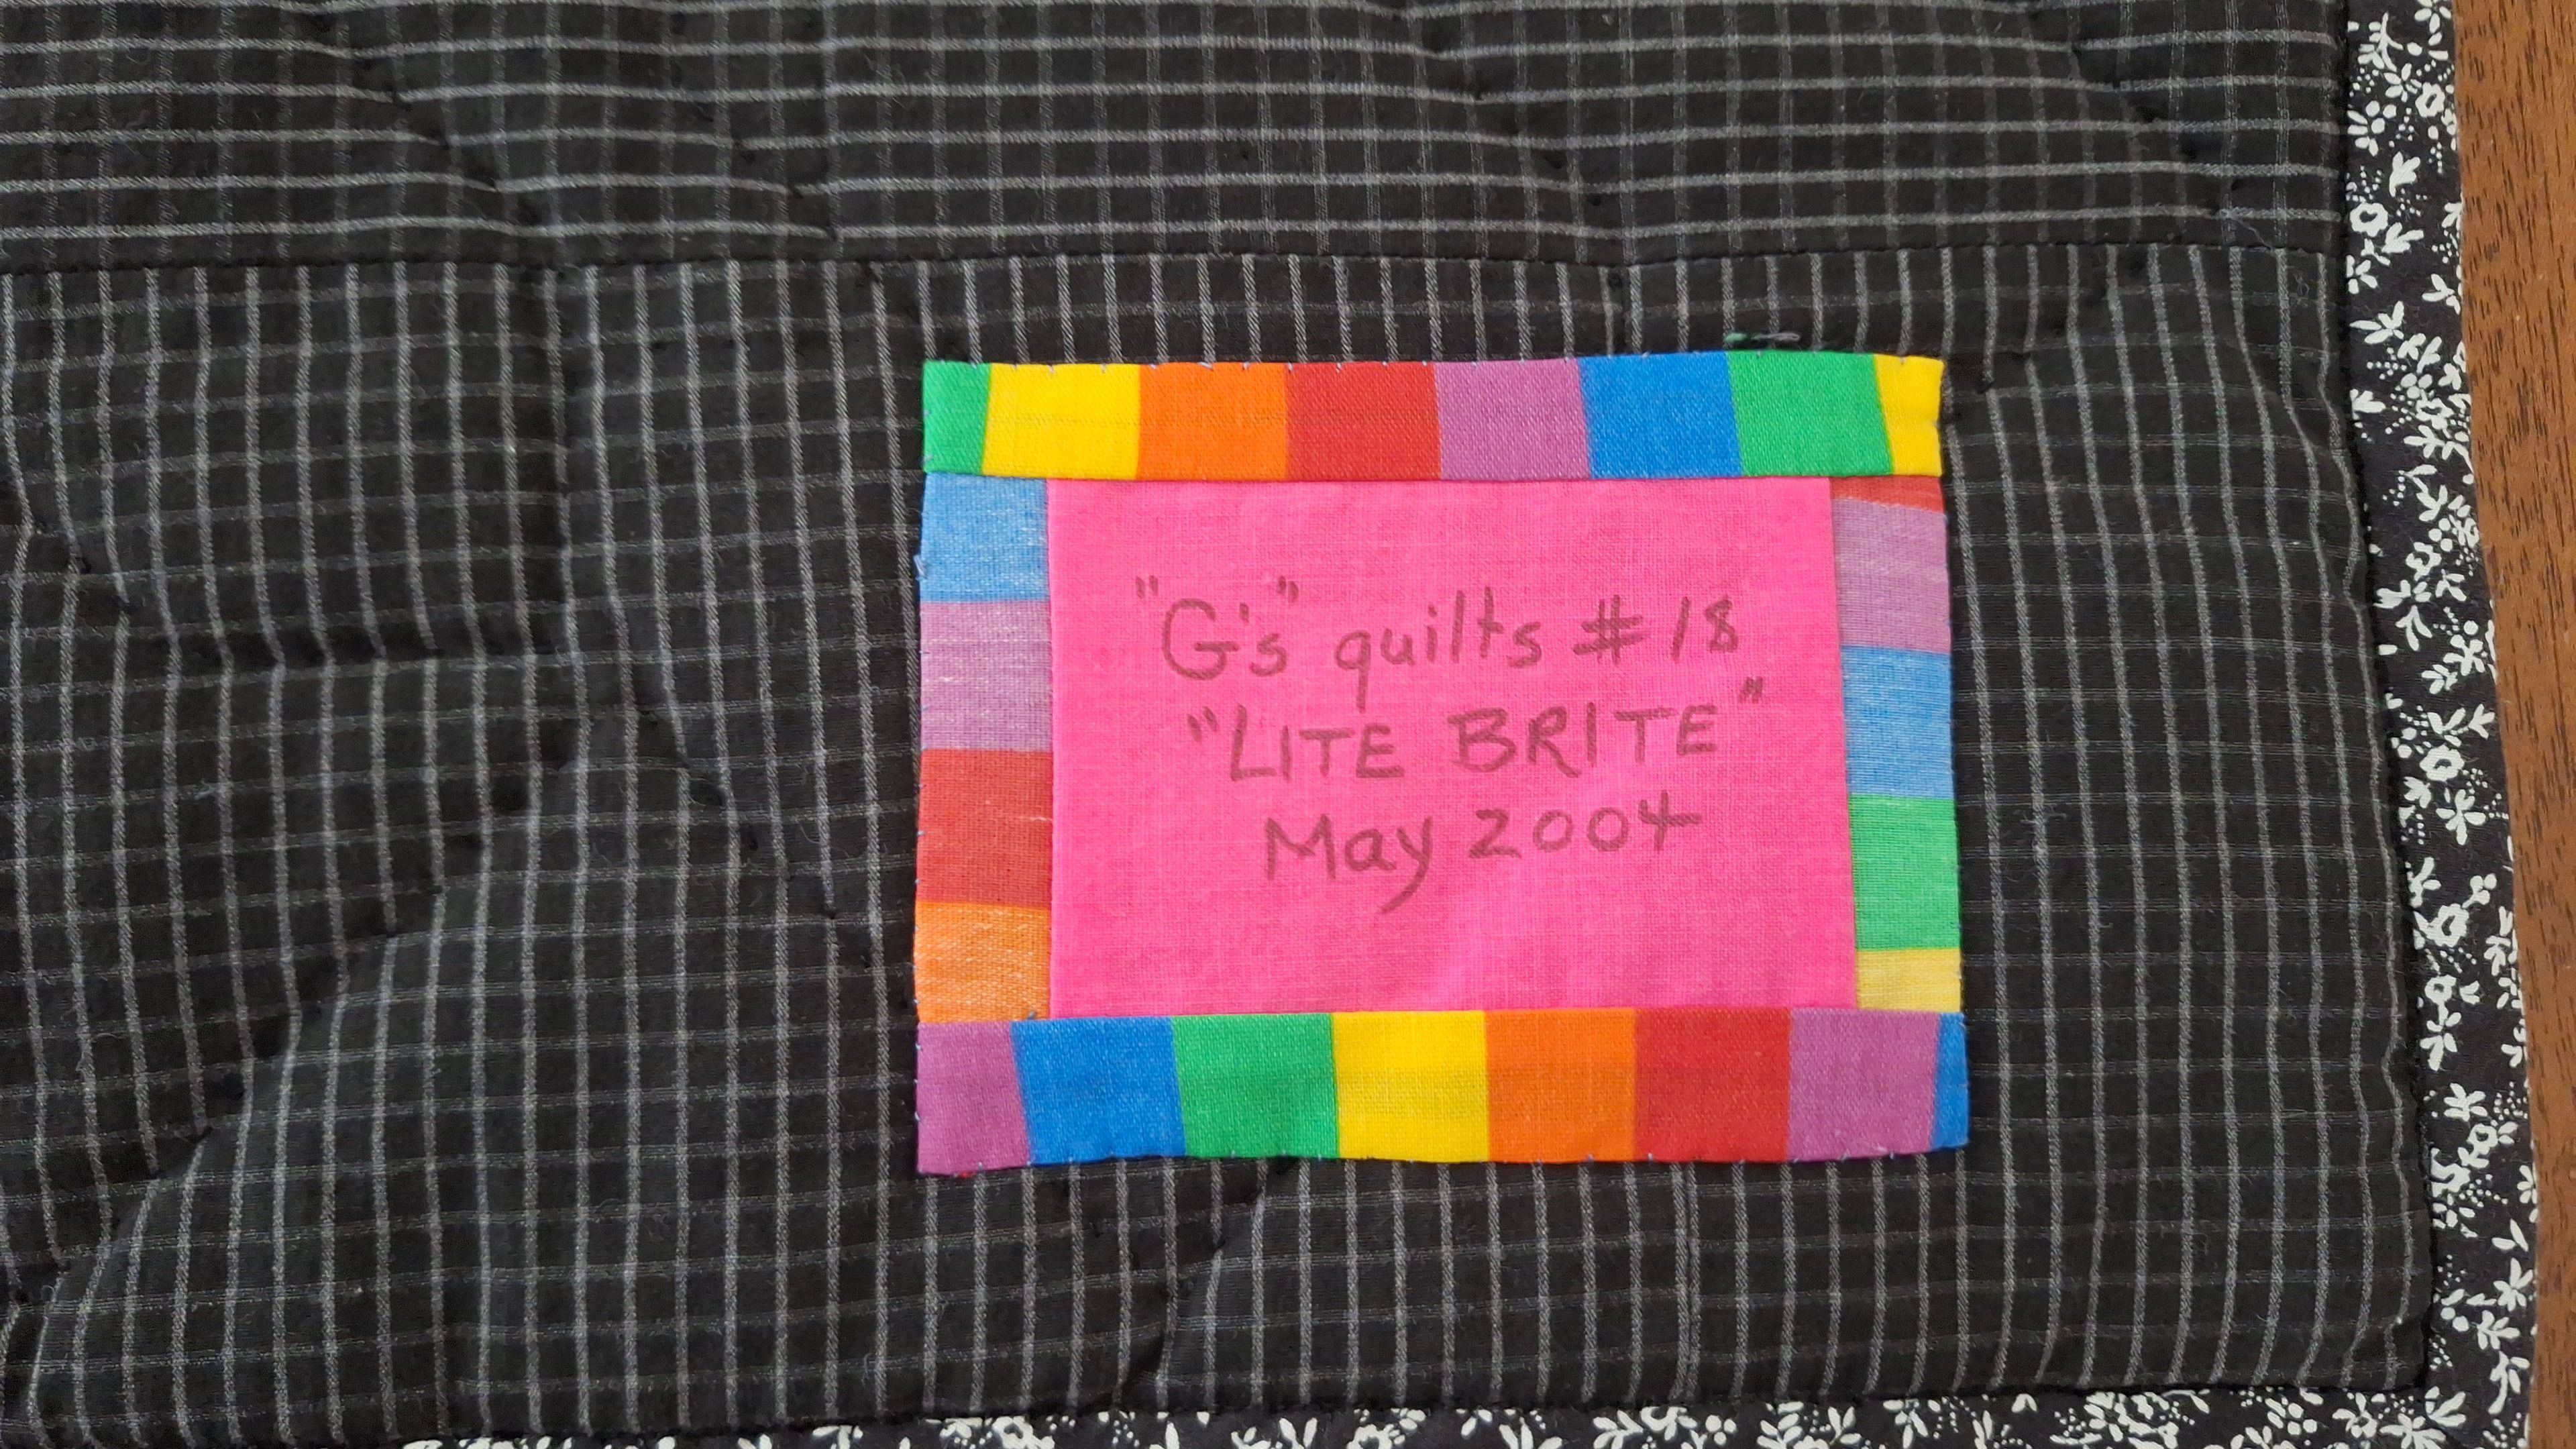 "G's" quilts #18
"LITE BRITE"
May 2004